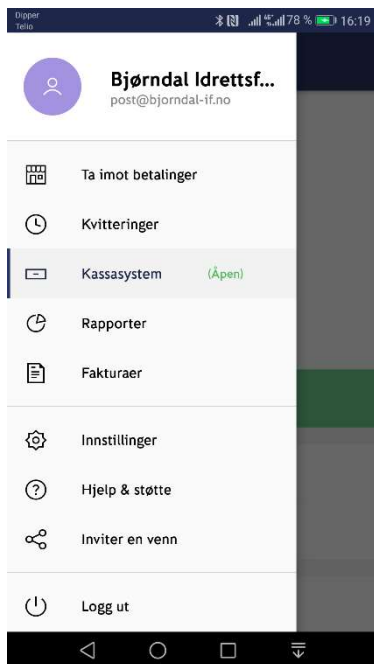 Dipper
Telio
4G 78 % 16:19
Bjørndal Idrettsf...
post@bjorndal-if.no
Ta imot betalinger
Kvitteringer
Kassasystem (Åpen)
Rapporter
Fakturaer
Innstillinger
Hjelp & støtte
Inviter en venn
Logg ut